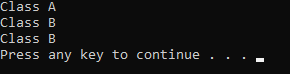 Class A
Class B
Class B
Press any key to continue . . .